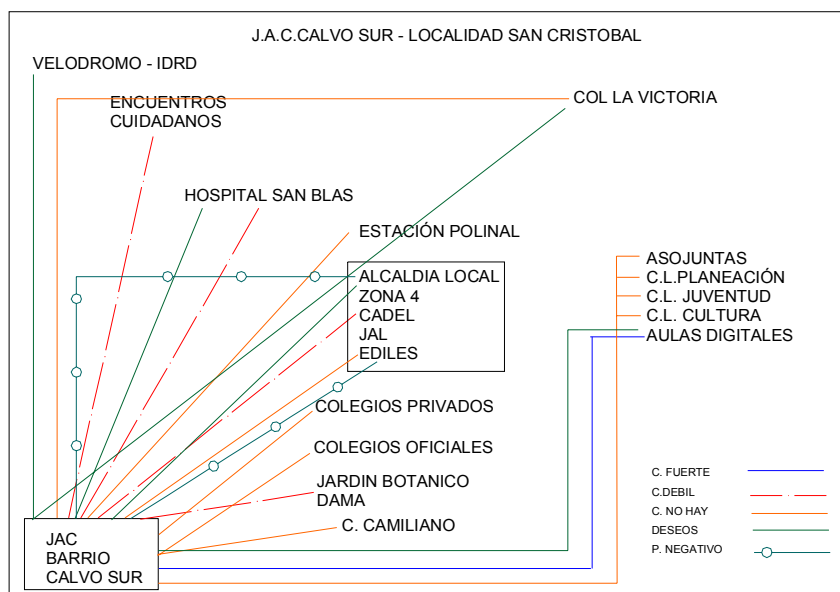 J.A.C.CALVO SUR - LOCALIDAD SAN CRISTOBAL
VELODROMO - IDRD
ENCUENTROS
CUIDADANOS
COL LA VICTORIA
HOSPITAL SAN BLAS
ESTACIÓN POLINAL
ALCALDIA LOCAL
ZONA 4
CADEL
JAL
EDILES
ASOJUNTAS
C.L.PLANEACIÓN
C.L. JUVENTUD
C.L. CULTURA
AULAS DIGITALES
COLEGIOS PRIVADOS
COLEGIOS OFICIALES
JARDIN BOTANICO
DAMA
C. CAMILIANO
JAC
BARRIO
CALVO SUR
C. FUERTE
C.DEBIL
C. NO HAY
DESEOS
P. NEGATIVO